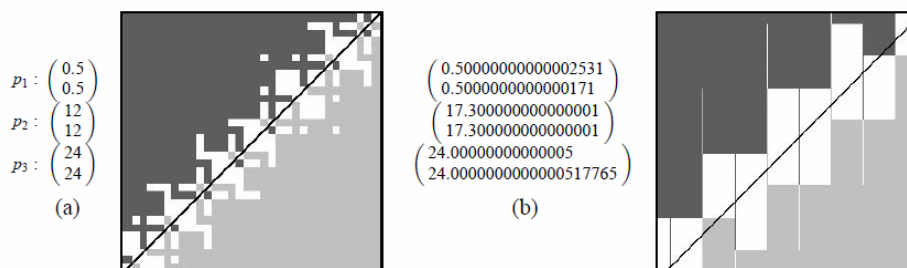 p1 : (0.5
0.5)
p2 : (12
12)
p3 : (24
24)
(a)
(0.50000000000002531
0.5000000000000171)
(17.300000000000001
17.300000000000001)
(24.00000000000005
24.0000000000000517765)
(b)